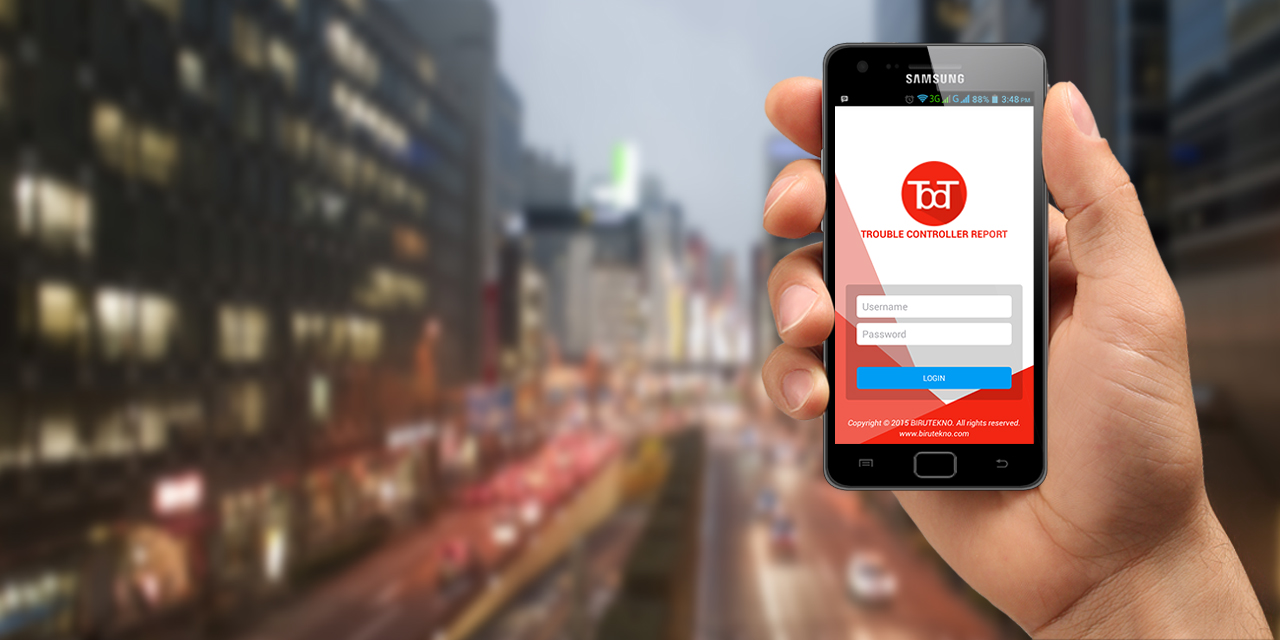 SAMSUNG
3G G 88% 3:48 PM
TOT
TROUBLE CONTROLLER REPORT
Username
Password
LOGIN
Copyright © 2015 BIRUTEKNO. All rights reserved.
www.birutekno.com